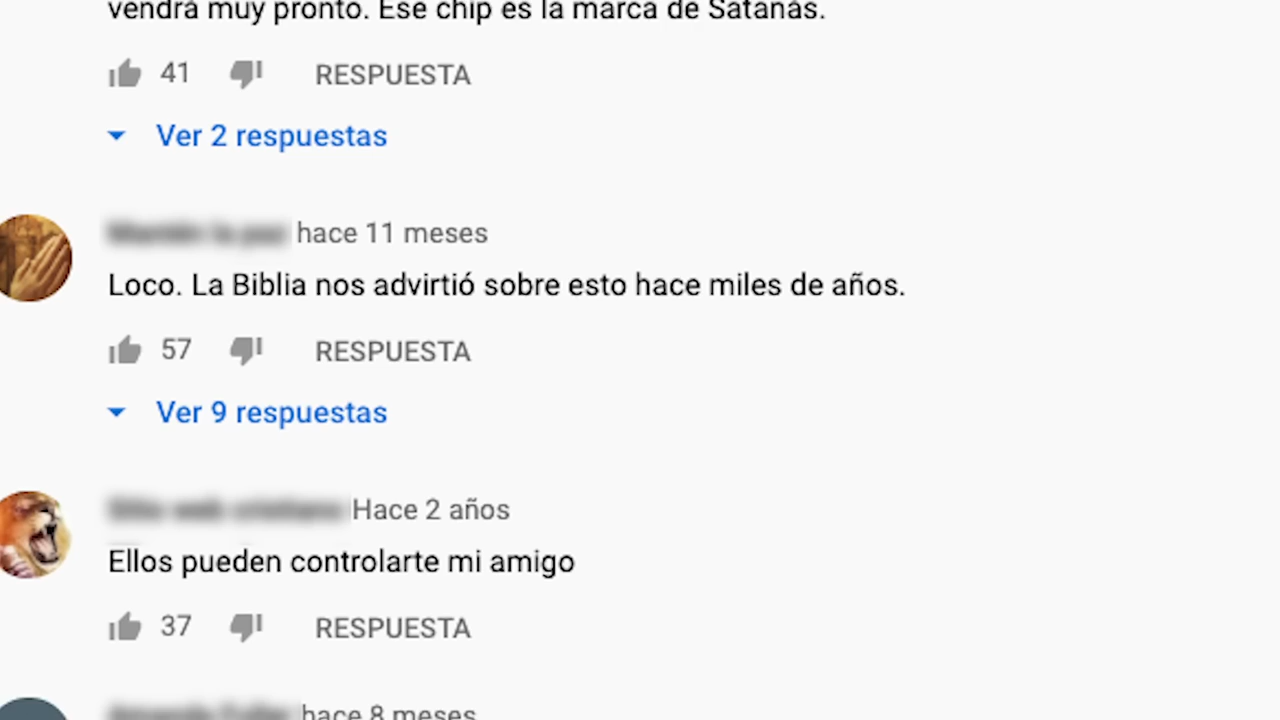 vendrá muy pronto. Ese chip es la marca de Satanás.
41 RESPUESTA
Ver 2 respuestas
hace 11 meses
Loco. La Biblia nos advirtió sobre esto hace miles de años.
57 RESPUESTA
Ver 9 respuestas
Hace 2 años
Ellos pueden controlarte mi amigo
37 RESPUESTA
hace 8 meses